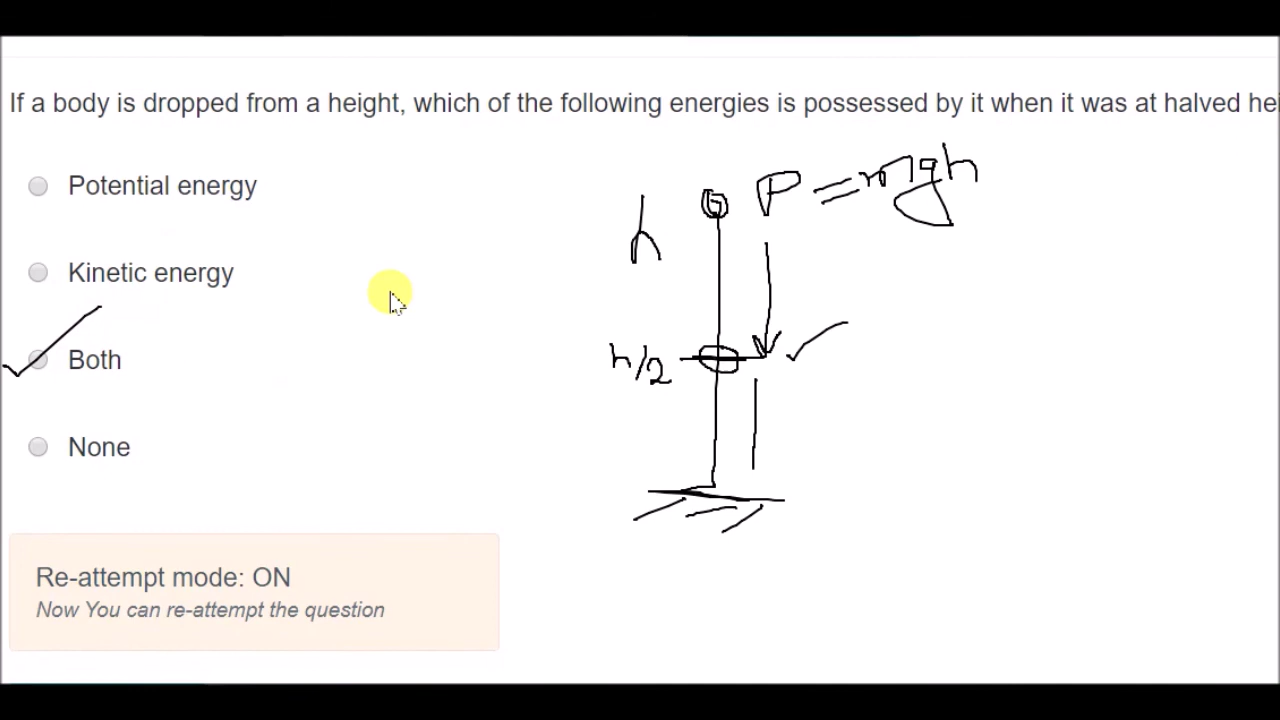 If a body is dropped from a height, which of the following energies is possessed by it when it was at halved hei
Potential energy
P = mgh
h
Kinetic energy
Both
h/2
None
Re-attempt mode: ON
Now You can re-attempt the question